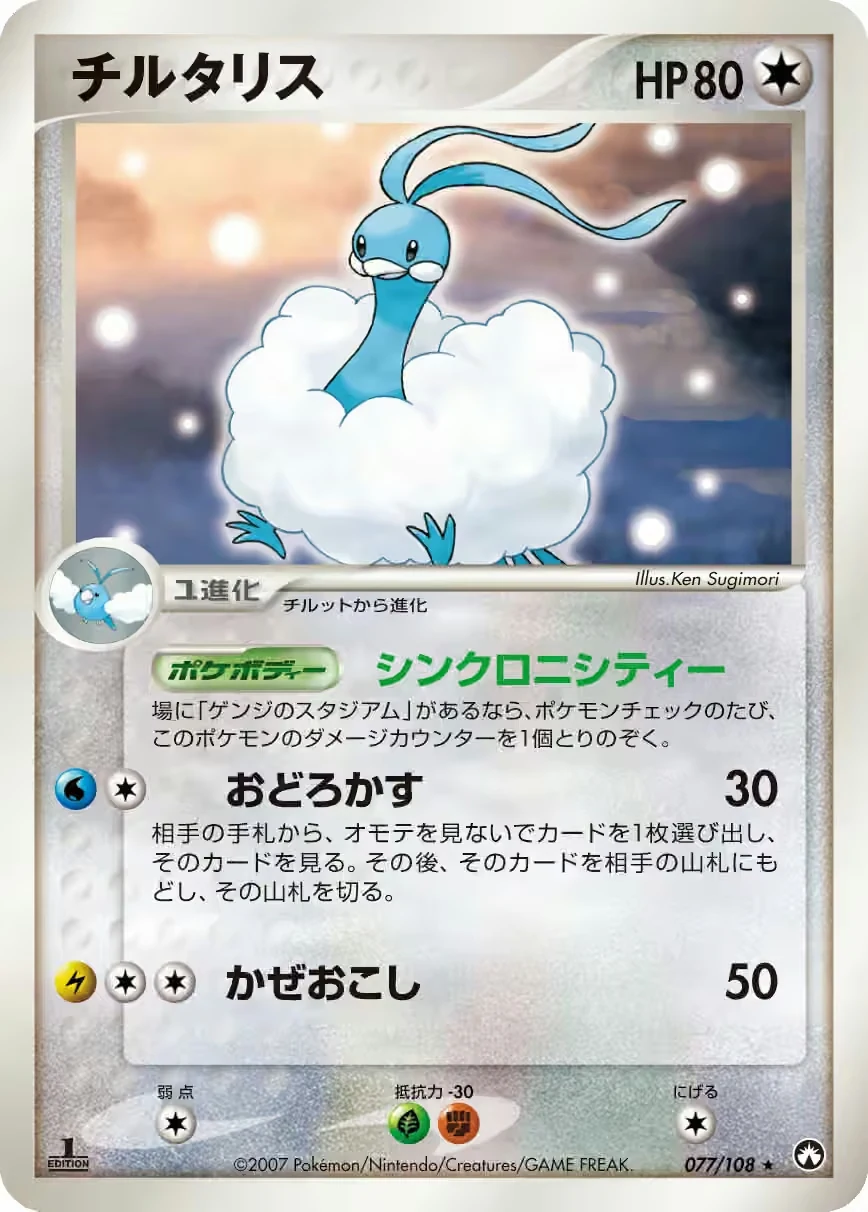 チルタリス HP80
Illus.Ken Sugimori
1進化
チルットから進化
ポケボディー シンクロニシティー
場に「ゲンジのスタジアム」があるなら、ポケモンチェックのたび、
このポケモンのダメージカウンターを1個とりのぞく。
おどろかす 30
相手の手札から、オモテを見ないでカードを1枚選び出し、
そのカードを見る。その後、そのカードを相手の山札にも
どし、その山札を切る。
かぜおこし 50
弱点 抵抗力 -30 にげる
1
EDITION
©2007 Pokémon/Nintendo/Creatures/GAME FREAK. 077/108 ★